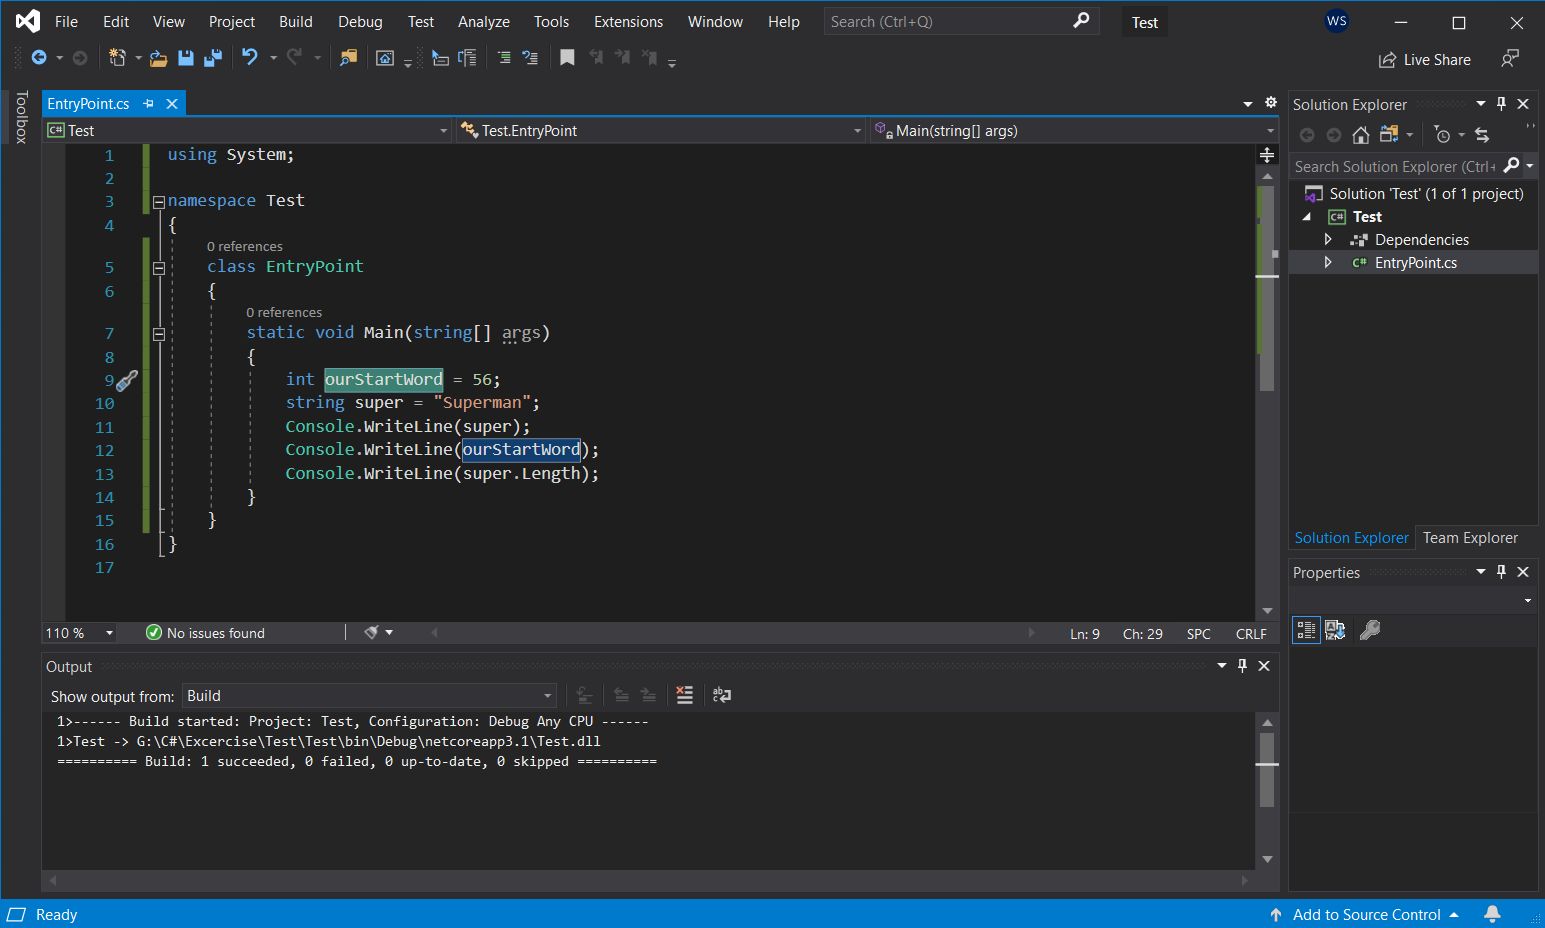 File Edit View Project Build Debug Test Analyze Tools Extensions Window Help Search (Ctrl+Q) Test WS
Live Share
Toolbox
EntryPoint.cs
C# Test Test.EntryPoint Main(string[] args)
1 using System;
2
3 namespace Test
4 {
0 references
5 class EntryPoint
6 {
0 references
7 static void Main(string[] args)
8 {
9 int ourStartWord = 56;
10 string super = "Superman";
11 Console.WriteLine(super);
12 Console.WriteLine(ourStartWord);
13 Console.WriteLine(super.Length);
14 }
15 }
16 }
17
110 % No issues found Ln: 9 Ch: 29 SPC CRLF
Output
Show output from: Build
1>------ Build started: Project: Test, Configuration: Debug Any CPU ------
1>Test -> G:\C#\Excercise\Test\Test\bin\Debug\netcoreapp3.1\Test.dll
========== Build: 1 succeeded, 0 failed, 0 up-to-date, 0 skipped ==========
Solution Explorer
Search Solution Explorer (Ctrl+
Solution 'Test' (1 of 1 project)
C# Test
Dependencies
C# EntryPoint.cs
Solution Explorer Team Explorer
Properties
Ready Add to Source Control